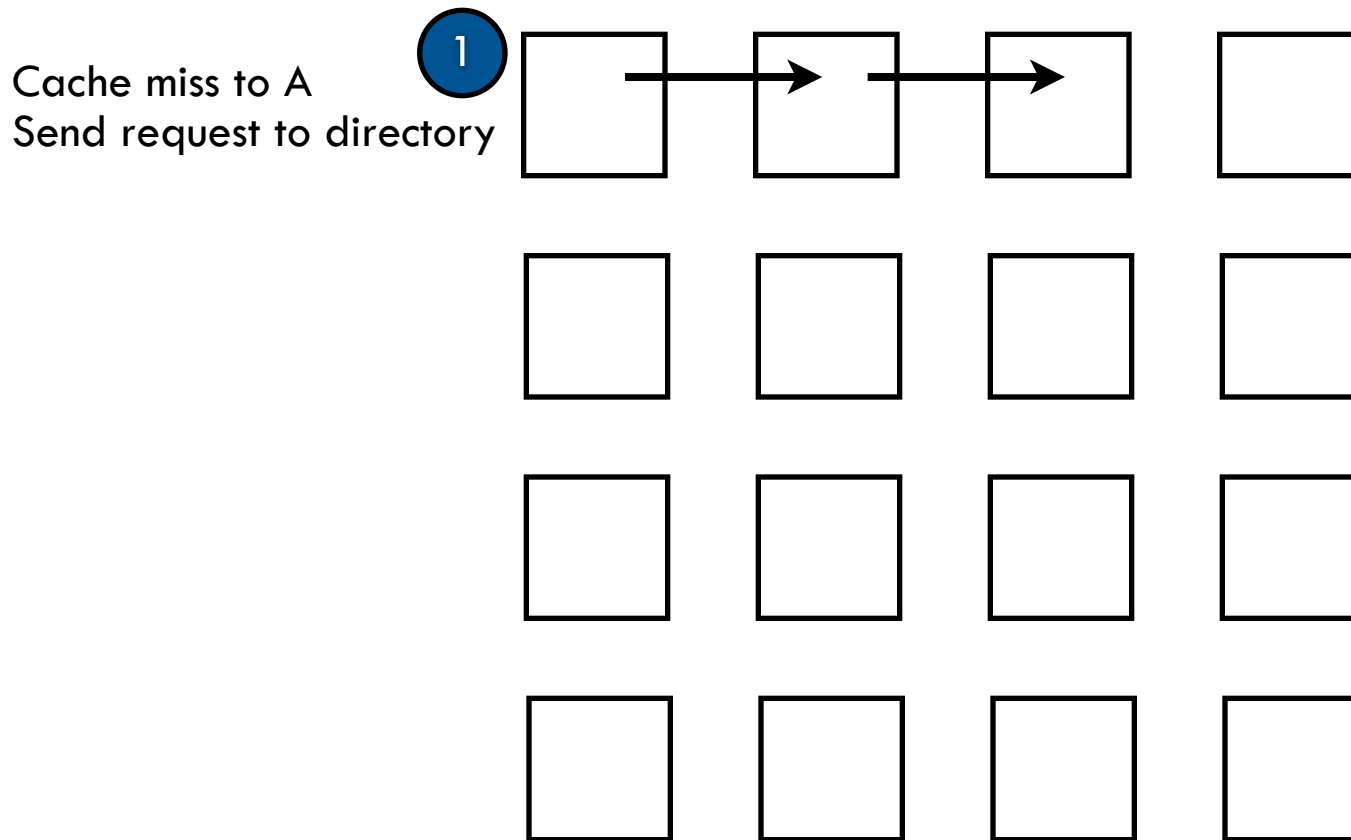 1
Cache miss to A
Send request to directory